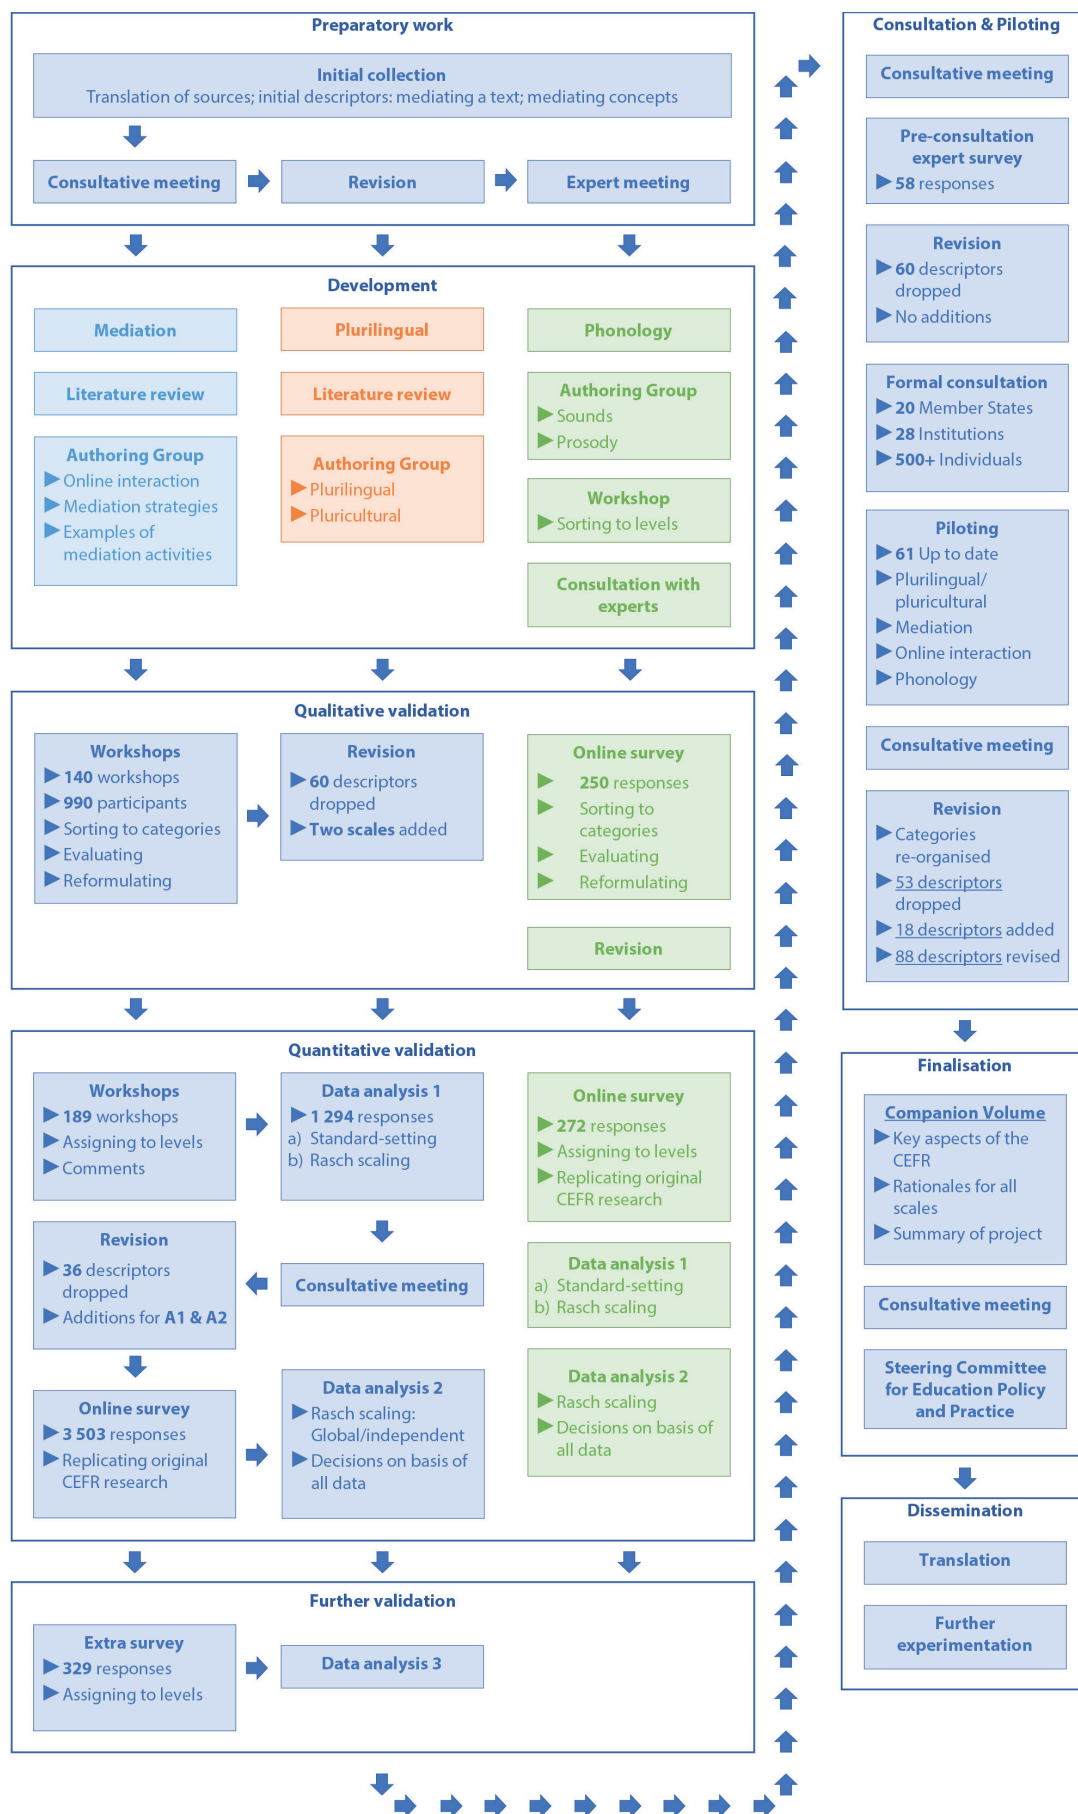 Preparatory work
Initial collection
Translation of sources; initial descriptors: mediating a text; mediating concepts
Consultative meeting
Revision
Expert meeting
Development
Mediation
Literature review
Authoring Group
Online interaction
Mediation strategies
Examples of
mediation activities
Plurilingual
Literature review
Authoring Group
Plurilingual
Pluricultural
Phonology
Authoring Group
Sounds
Prosody
Workshop
Sorting to levels
Consultation with
experts
Qualitative validation
Workshops
140 workshops
990 participants
Sorting to categories
Evaluating
Reformulating
Revision
60 descriptors
dropped
Two scales added
Online survey
250 responses
Sorting to
categories
Evaluating
Reformulating
Revision
Quantitative validation
Workshops
189 workshops
Assigning to levels
Comments
Data analysis 1
1 294 responses
a) Standard-setting
b) Rasch scaling
Consultative meeting
Revision
36 descriptors
dropped
Additions for A1 & A2
Online survey
3 503 responses
Replicating original
CEFR research
Data analysis 2
Rasch scaling:
Global/independent
Decisions on basis of
all data
Online survey
272 responses
Assigning to levels
Replicating original
CEFR research
Data analysis 1
a) Standard-setting
b) Rasch scaling
Data analysis 2
Rasch scaling
Decisions on basis of
all data
Further validation
Extra survey
329 responses
Assigning to levels
Data analysis 3
Consultation & Piloting
Consultative meeting
Pre-consultation
expert survey
58 responses
Revision
60 descriptors
dropped
No additions
Formal consultation
20 Member States
28 Institutions
500+ Individuals
Piloting
61 Up to date
Plurilingual/
pluricultural
Mediation
Online interaction
Phonology
Consultative meeting
Revision
Categories
re-organised
53 descriptors
dropped
18 descriptors added
88 descriptors revised
Finalisation
Companion Volume
Key aspects of the
CEFR
Rationales for all
scales
Summary of project
Consultative meeting
Steering Committee
for Education Policy
and Practice
Dissemination
Translation
Further
experimentation